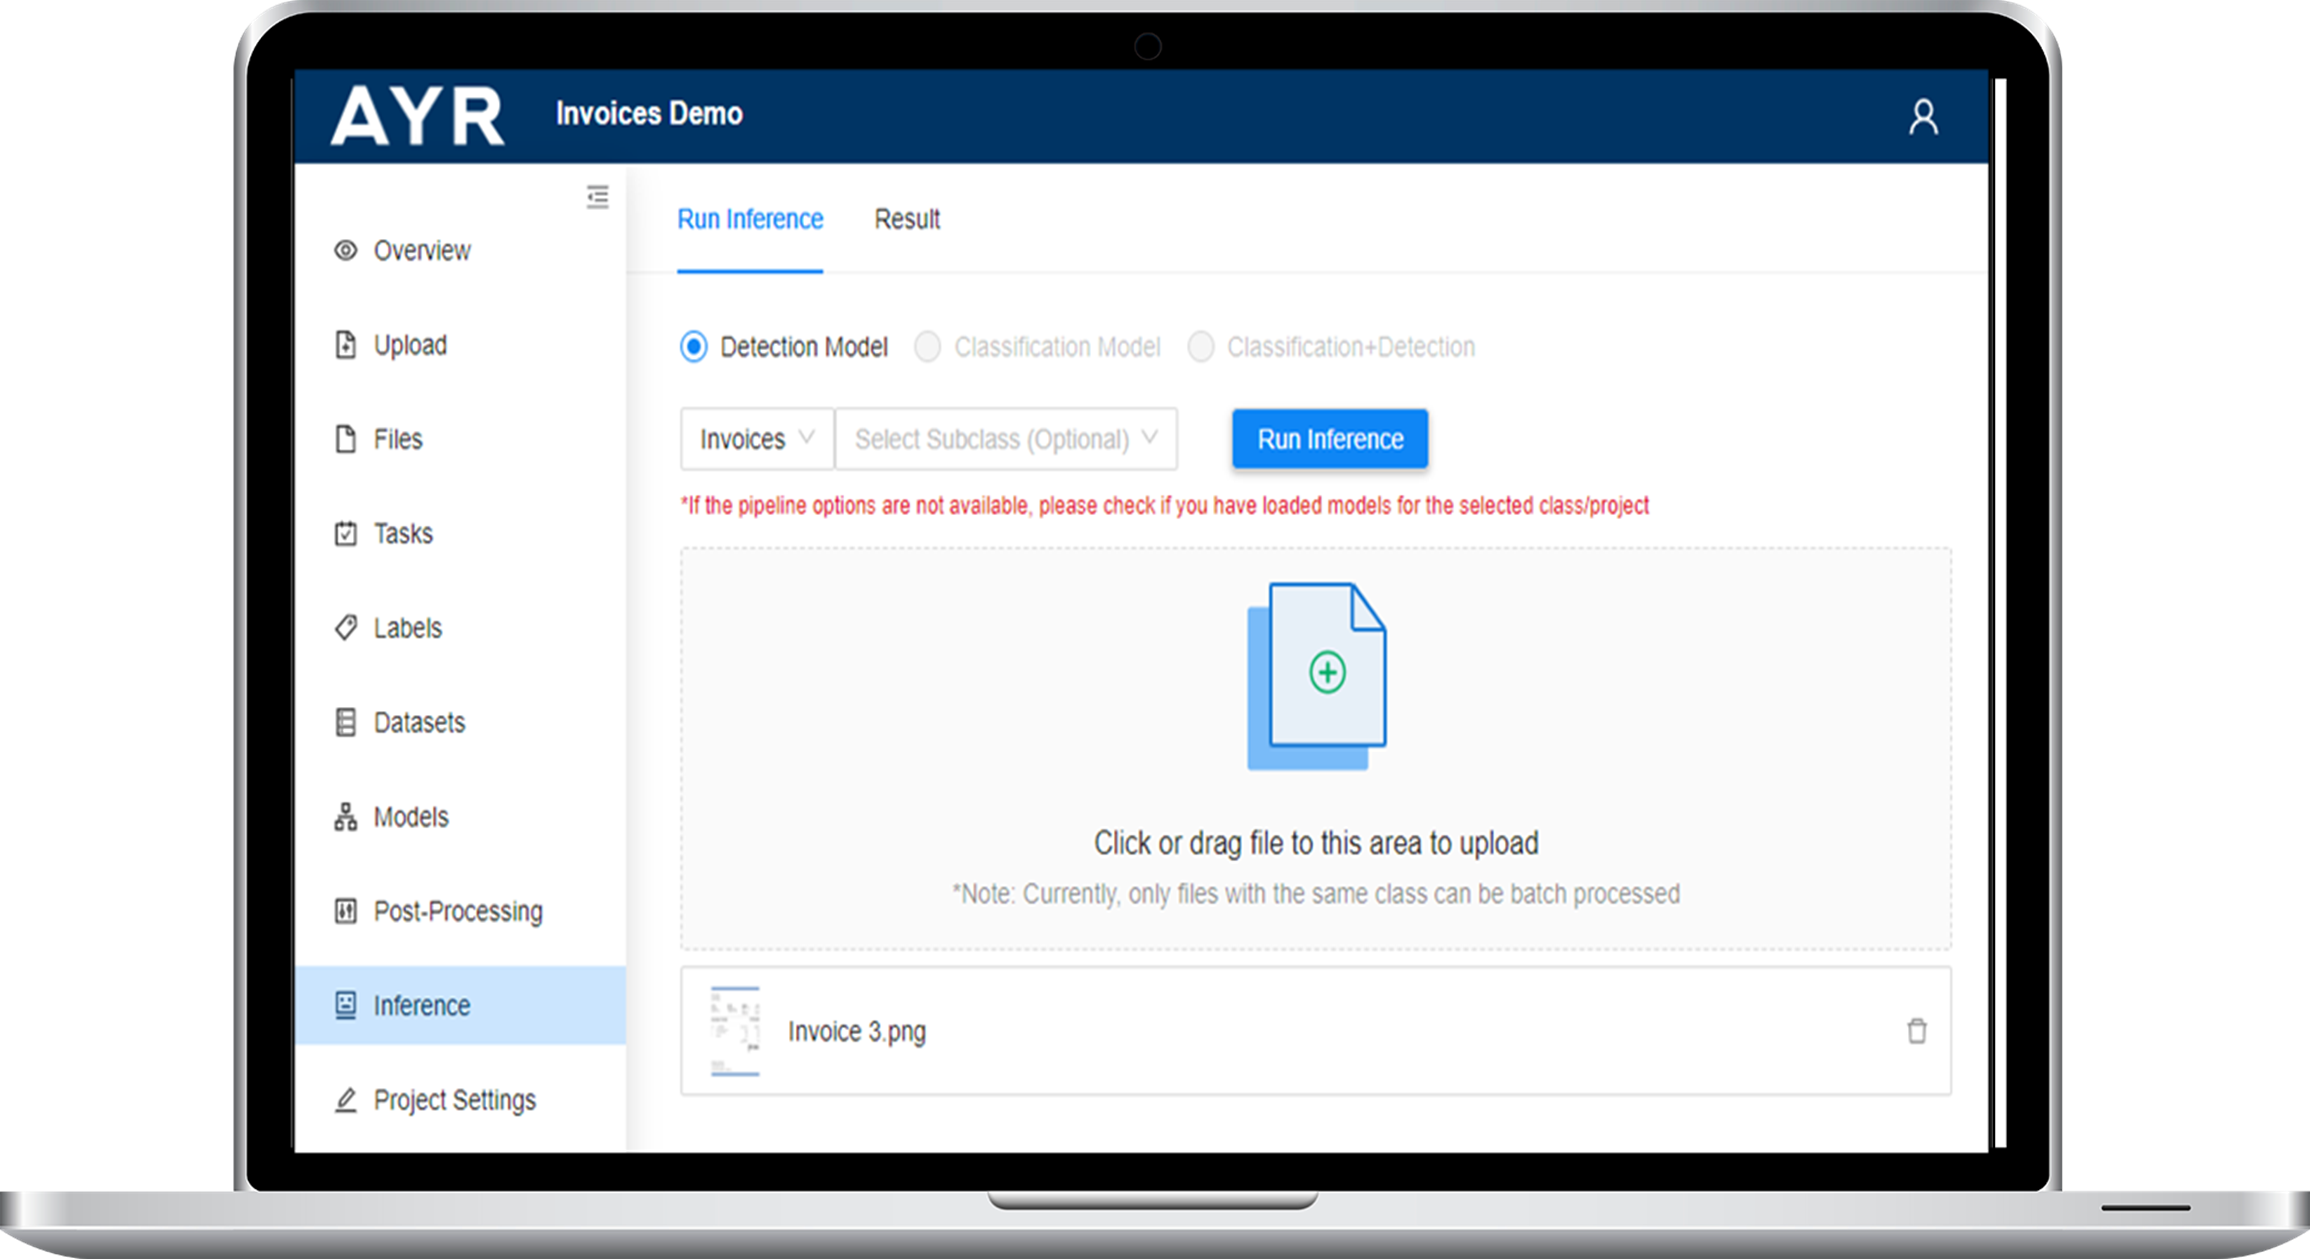 AYR Invoices Demo
Overview
Upload
Files
Tasks
Labels
Datasets
Models
Post-Processing
Inference
Project Settings
Run Inference Result
Detection Model Classification Model Classification+Detection
Invoices Select Subclass (Optional) Run Inference
*If the pipeline options are not available, please check if you have loaded models for the selected class/project
Click or drag file to this area to upload
*Note: Currently, only files with the same class can be batch processed
Invoice 3.png